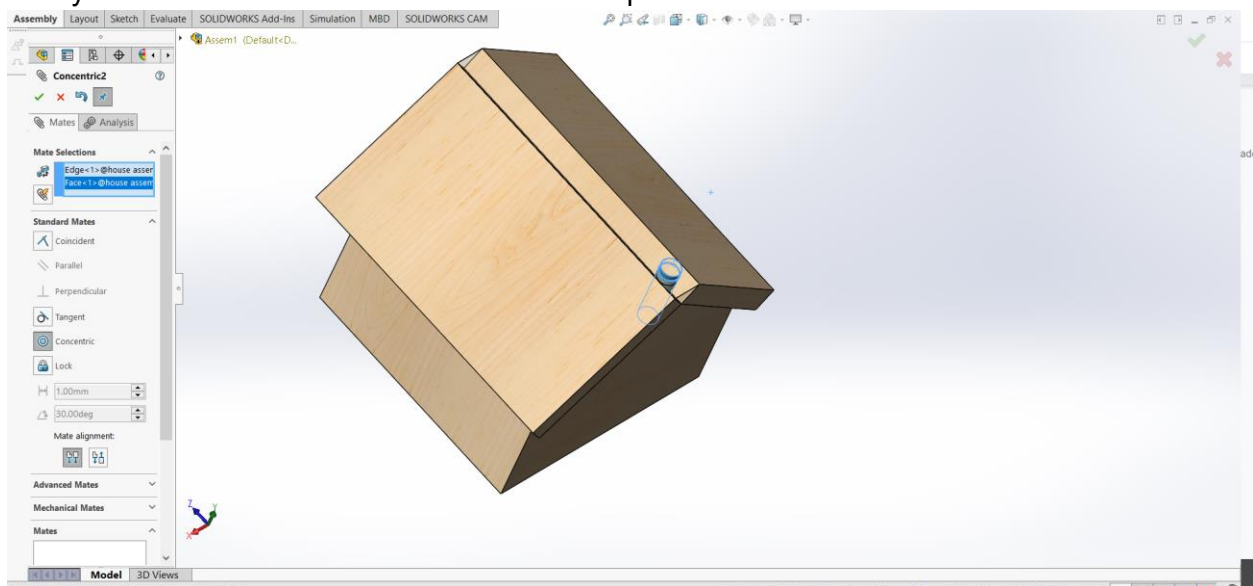 Assembly Layout Sketch Evaluate SOLIDWORKS Add-Ins Simulation MBD SOLIDWORKS CAM
Assem1 (Default<D...
Concentric2
Mates Analysis
Mate Selections
Edge<1>@house asser
Face<1>@house assem
Standard Mates
Coincident
Parallel
Perpendicular
Tangent
Concentric
Lock
1.00mm
30.00deg
Mate alignment:
Advanced Mates
Mechanical Mates
Mates
Z Y
X
Model 3D Views